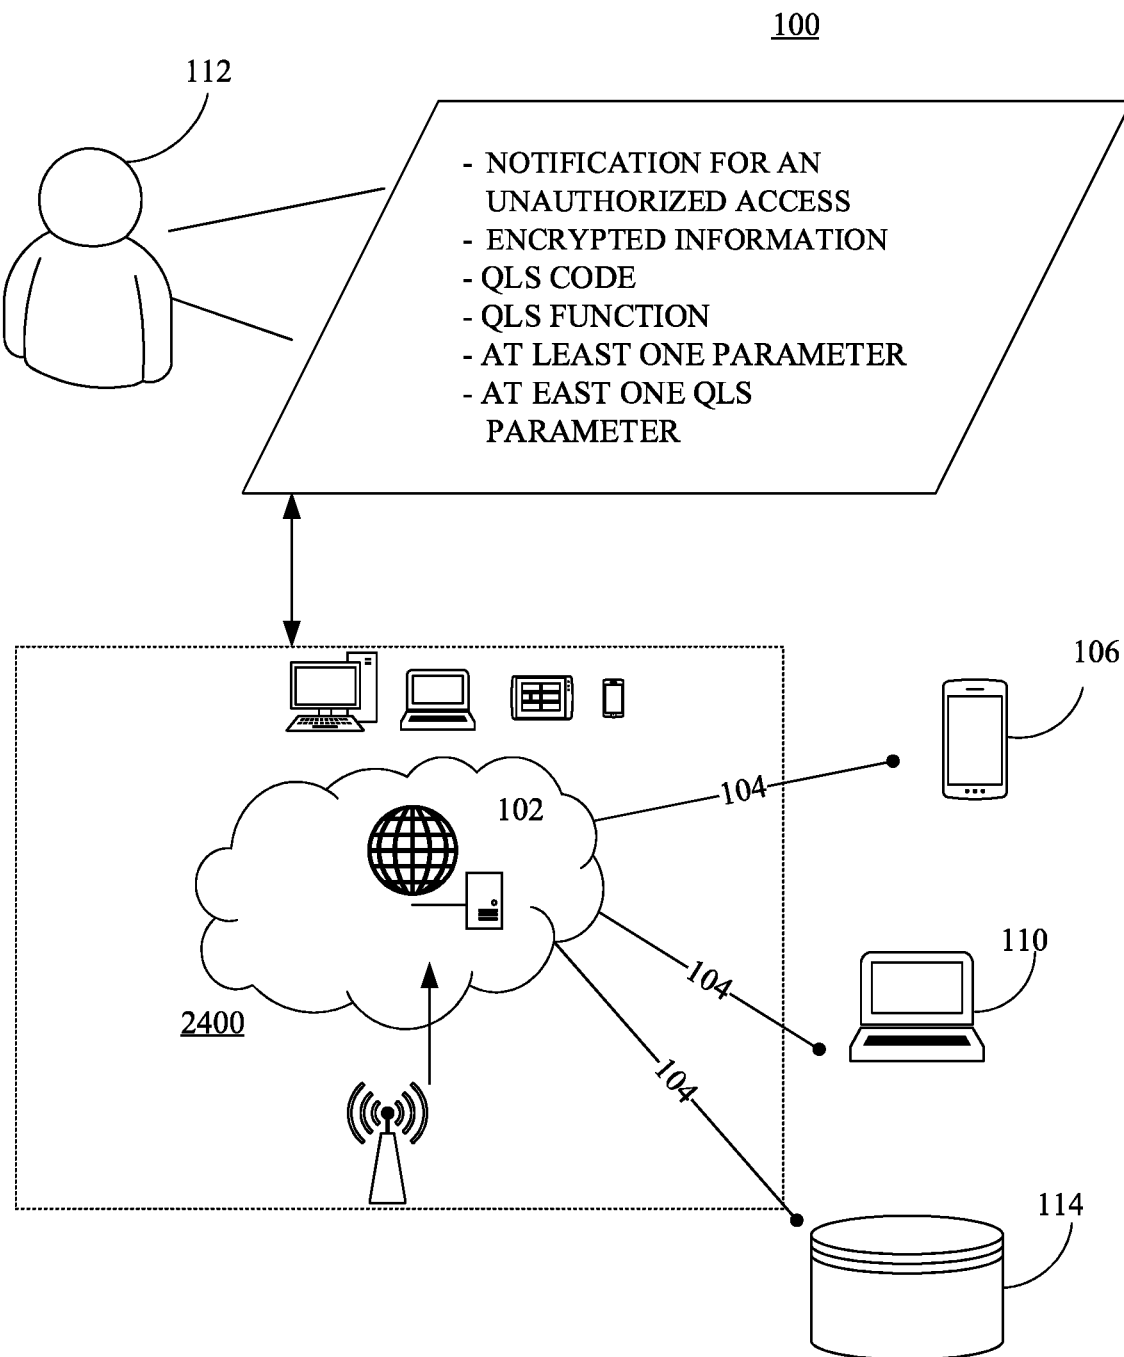 100
112
- NOTIFICATION FOR AN
UNAUTHORIZED ACCESS
- ENCRYPTED INFORMATION
- QLS CODE
- QLS FUNCTION
- AT LEAST ONE PARAMETER
- AT EAST ONE QLS
PARAMETER
106
104
102
110
104
2400
104
114